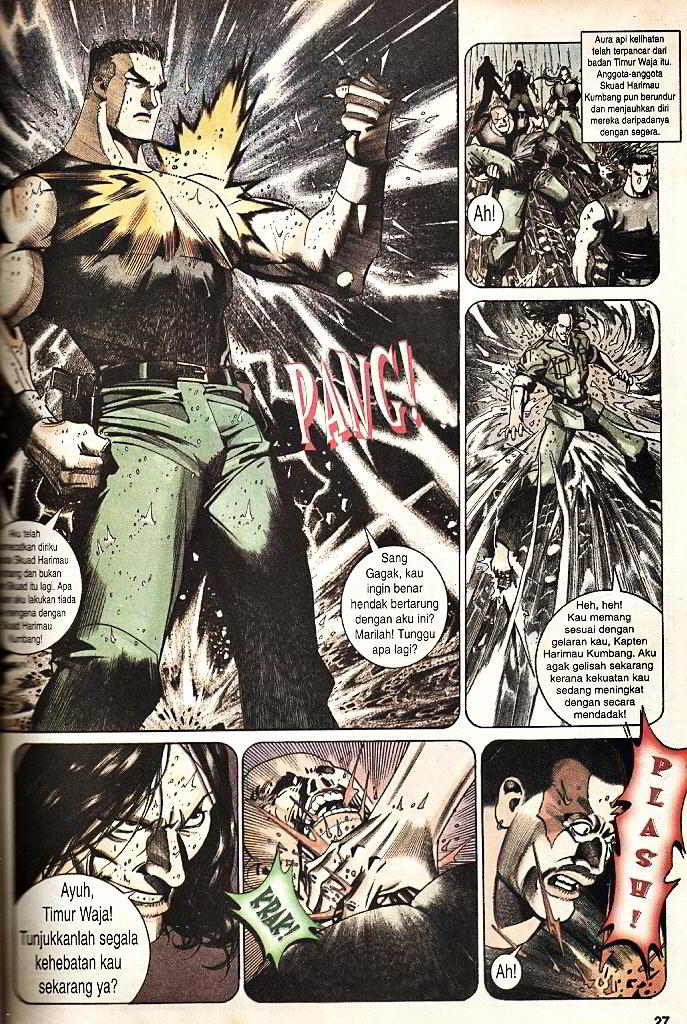 PANG!
telah
diriku
Skuad Harimau
dan bukan
Skuad itu lagi. Apa
aku lakukan tiada
dengan
Skuad Harimau
Kumbang!
Sang
Gagak, kau
ingin benar
hendak bertarung
dengan aku ini?
Marilah! Tunggu
apa lagi?
Aura api kelihatan
telah terpancar dari
badan Timur Waja itu.
Anggota-anggota
Skuad Harimau
Kumbang pun berundur
dan menjauhkan diri
mereka daripadanya
dengan segera.
Ah!
Heh, heh!
Kau memang
sesuai dengan
gelaran kau, Kapten
Harimau Kumbang. Aku
agak gelisah sekarang
kerana kekuatan kau
sedang meningkat
dengan secara
mendadak!
Ayuh,
Timur Waja!
Tunjukkanlah segala
kehebatan kau
sekarang ya?
KRAK!
PLASH!
Ah!
27